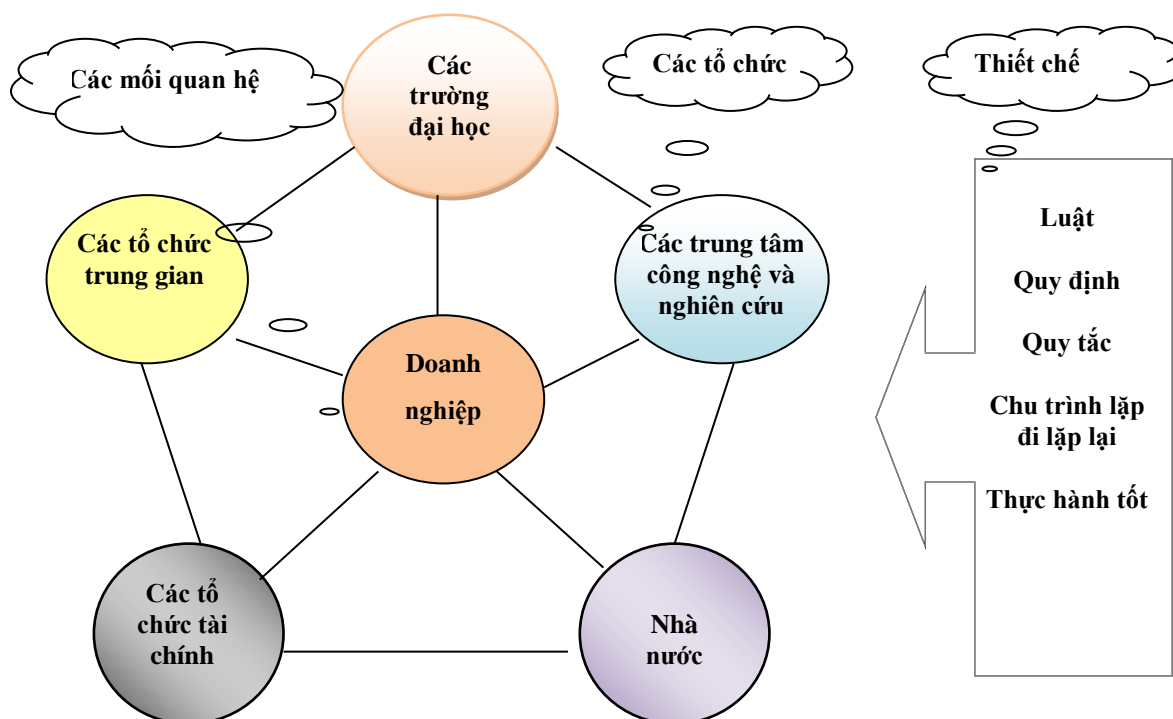 Các mối quan hệ
Các
trường
đại học
Các tổ chức
Thiết chế
Các tổ chức
trung gian
Các trung tâm
công nghệ và
nghiên cứu
Doanh
nghiệp
Các tổ
chức tài
chính
Nhà
nước
Luật
Quy định
Quy tắc
Chu trình lặp
đi lặp lại
Thực hành tốt